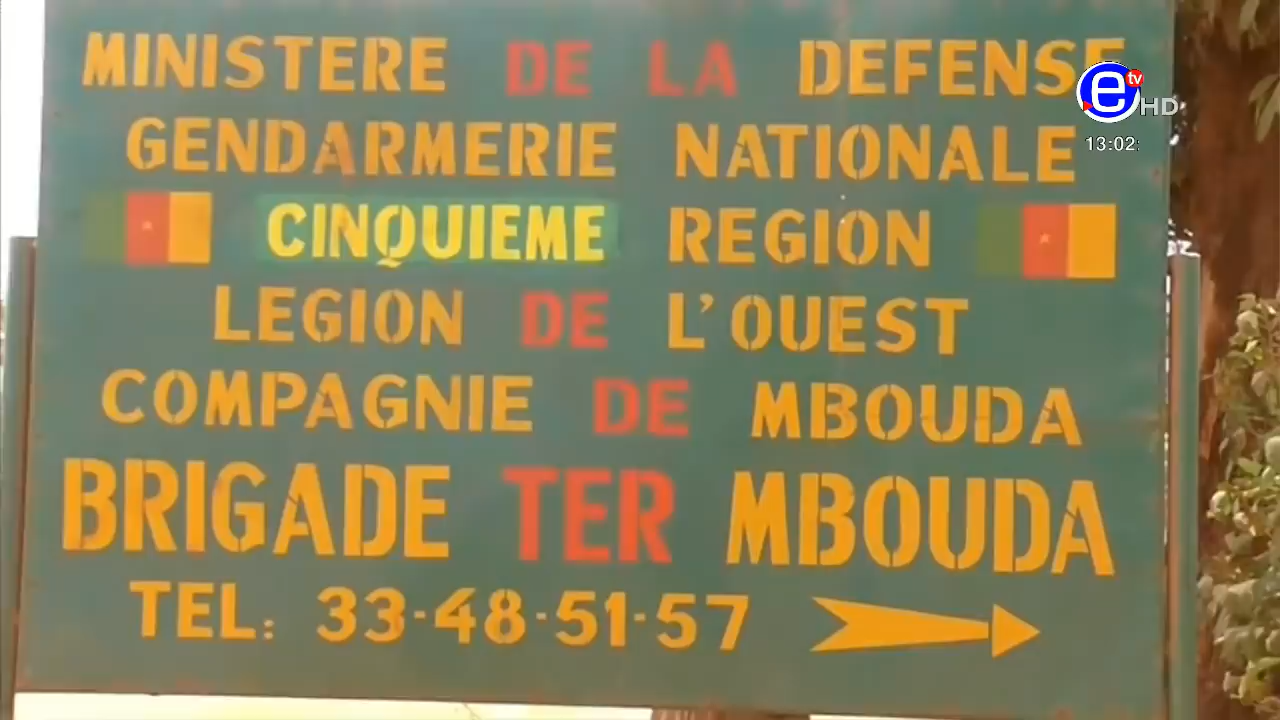 MINISTERE DE LA DEFENSE
GENDARMERIE NATIONALE
CINQUIEME REGION
LEGION DE L'OUEST
COMPAGNIE DE MBOUDA
BRIGADE TER MBOUDA
TEL: 33-48-51-57
e tv HD
13:02: